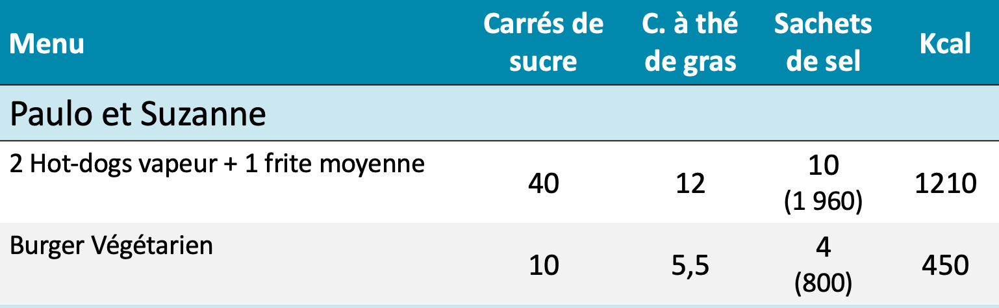 Menu Carrés de sucre C. à thé de gras Sachets de sel Kcal
Paulo et Suzanne
2 Hot-dogs vapeur + 1 frite moyenne 40 12 10 (1 960) 1210
Burger Végétarien 10 5,5 4 (800) 450